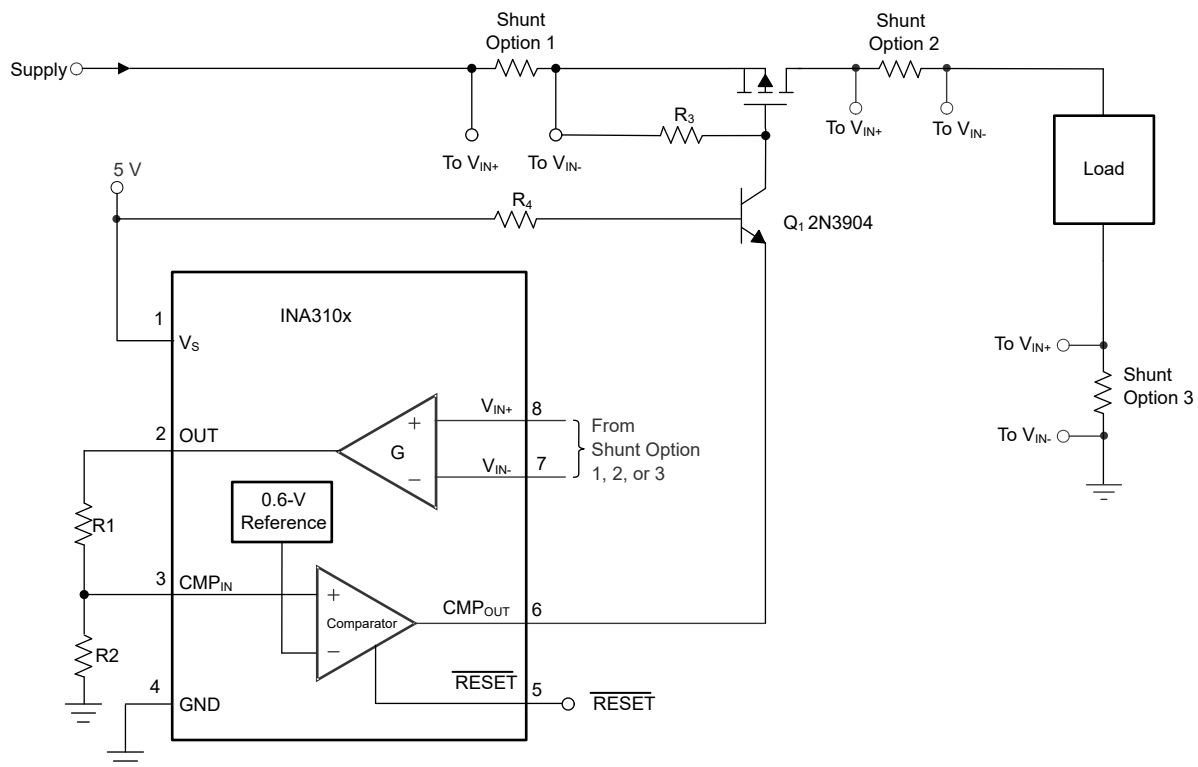 Shunt
Option 1
Shunt
Option 2
Supply
R3
To VIN+
To VIN-
To VIN+
To VIN-
Load
5 V
R4
Q1 2N3904
INA310x
1
VS
To VIN+
Shunt
Option 3
To VIN-
2
OUT
+
G
−
VIN+
8
VIN-
7
From
Shunt Option
1, 2, or 3
0.6-V
Reference
R1
3
CMPIN
+
Comparator
−
CMPOUT
6
R2
4
GND
RESET
5
RESET